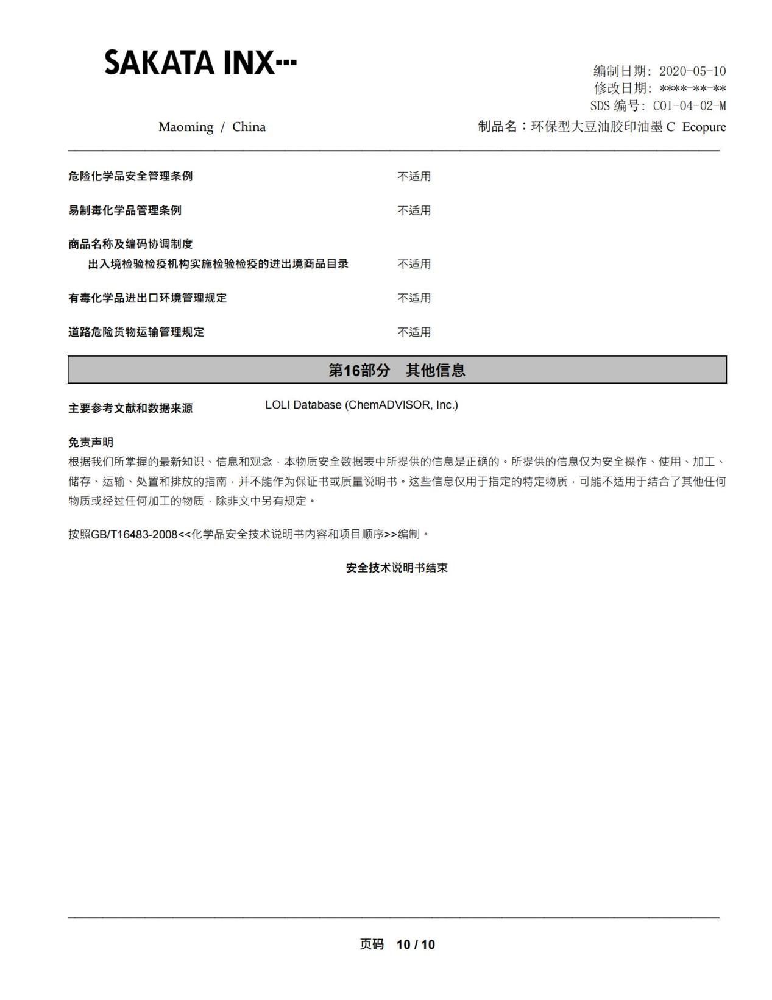 SAKATA INX
编制日期: 2020-05-10
修改日期: ****-**-**
SDS 编号: C01-04-02-M
Maoming / China 制品名：环保型大豆油胶印油墨 C Ecopure
危险化学品安全管理条例 不适用
易制毒化学品管理条例 不适用
商品名称及编码协调制度
出入境检验检疫机构实施检验检疫的进出境商品目录 不适用
有毒化学品进出口环境管理规定 不适用
道路危险货物运输管理规定 不适用
第16部分 其他信息
主要参考文献和数据来源 LOLI Database (ChemADVISOR, Inc.)
免责声明
根据我们所掌握的最新知识、信息和观念，本物质安全数据表中所提供的信息是正确的。所提供的信息仅为安全操作、使用、加工、
储存、运输、处置和排放的指南，并不能作为保证书或质量说明书。这些信息仅用于指定的特定物质，可能不适用于结合了其他任何
物质或经过任何加工的物质，除非文中另有规定。
按照GB/T16483-2008<<化学品安全技术说明书内容和项目顺序>>编制。
安全技术说明书结束
页码 10 / 10